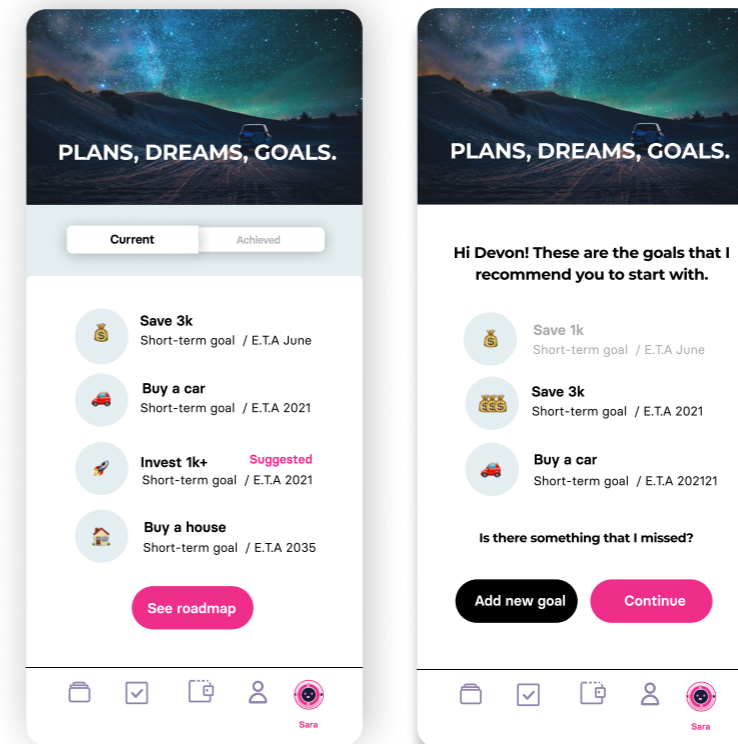 PLANS, DREAMS, GOALS.
Current
Achieved
Save 3k
Short-term goal / E.T.A June
Buy a car
Short-term goal / E.T.A 2021
Invest 1k+ Suggested
Short-term goal / E.T.A 2021
Buy a house
Short-term goal / E.T.A 2035
See roadmap
Sara
PLANS, DREAMS, GOALS.
Hi Devon! These are the goals that I
recommend you to start with.
Save 1k
Short-term goal / E.T.A June
Save 3k
Short-term goal / E.T.A 2021
Buy a car
Short-term goal / E.T.A 202121
Is there something that I missed?
Add new goal
Continue
Sara